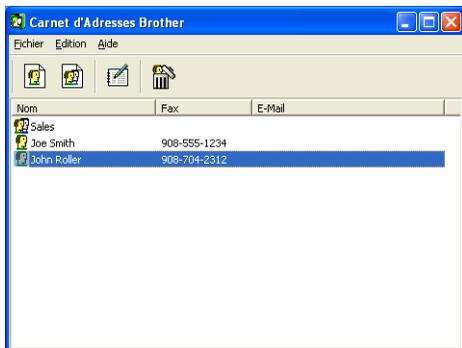 Carnet d'Adresses Brother
Fichier Edition Aide
Nom Fax E-Mail
Sales
Joe Smith 908-555-1234
John Roller 908-704-2312